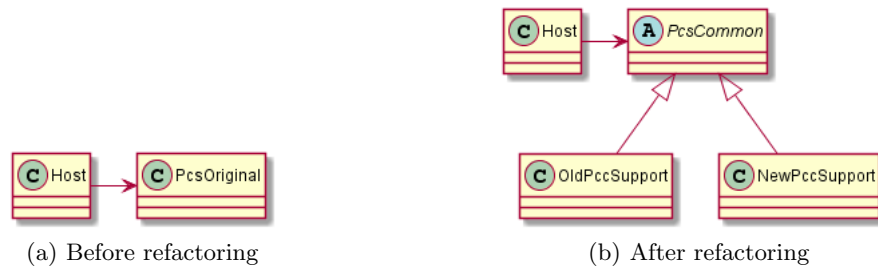 C Host
A PcsCommon
C Host
C PcsOriginal
C OldPccSupport
C NewPccSupport
(a) Before refactoring
(b) After refactoring